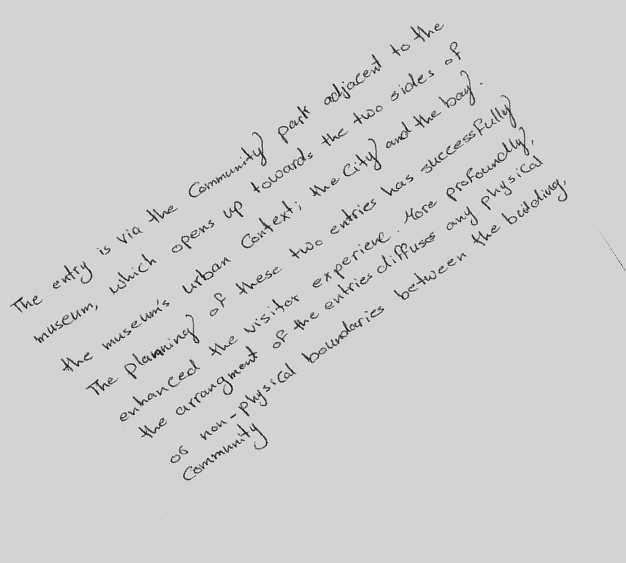 The entry is via the Community park adjacent to the
museum, which opens up towards the two sides of
the museum's urban Context; the City and the bay.
The Planning of these two entries has successfully
enhanced the visitor experience. More profoundly,
the arrangment of the entries diffuses any physical
or non-physical boundaries between the building,
Community